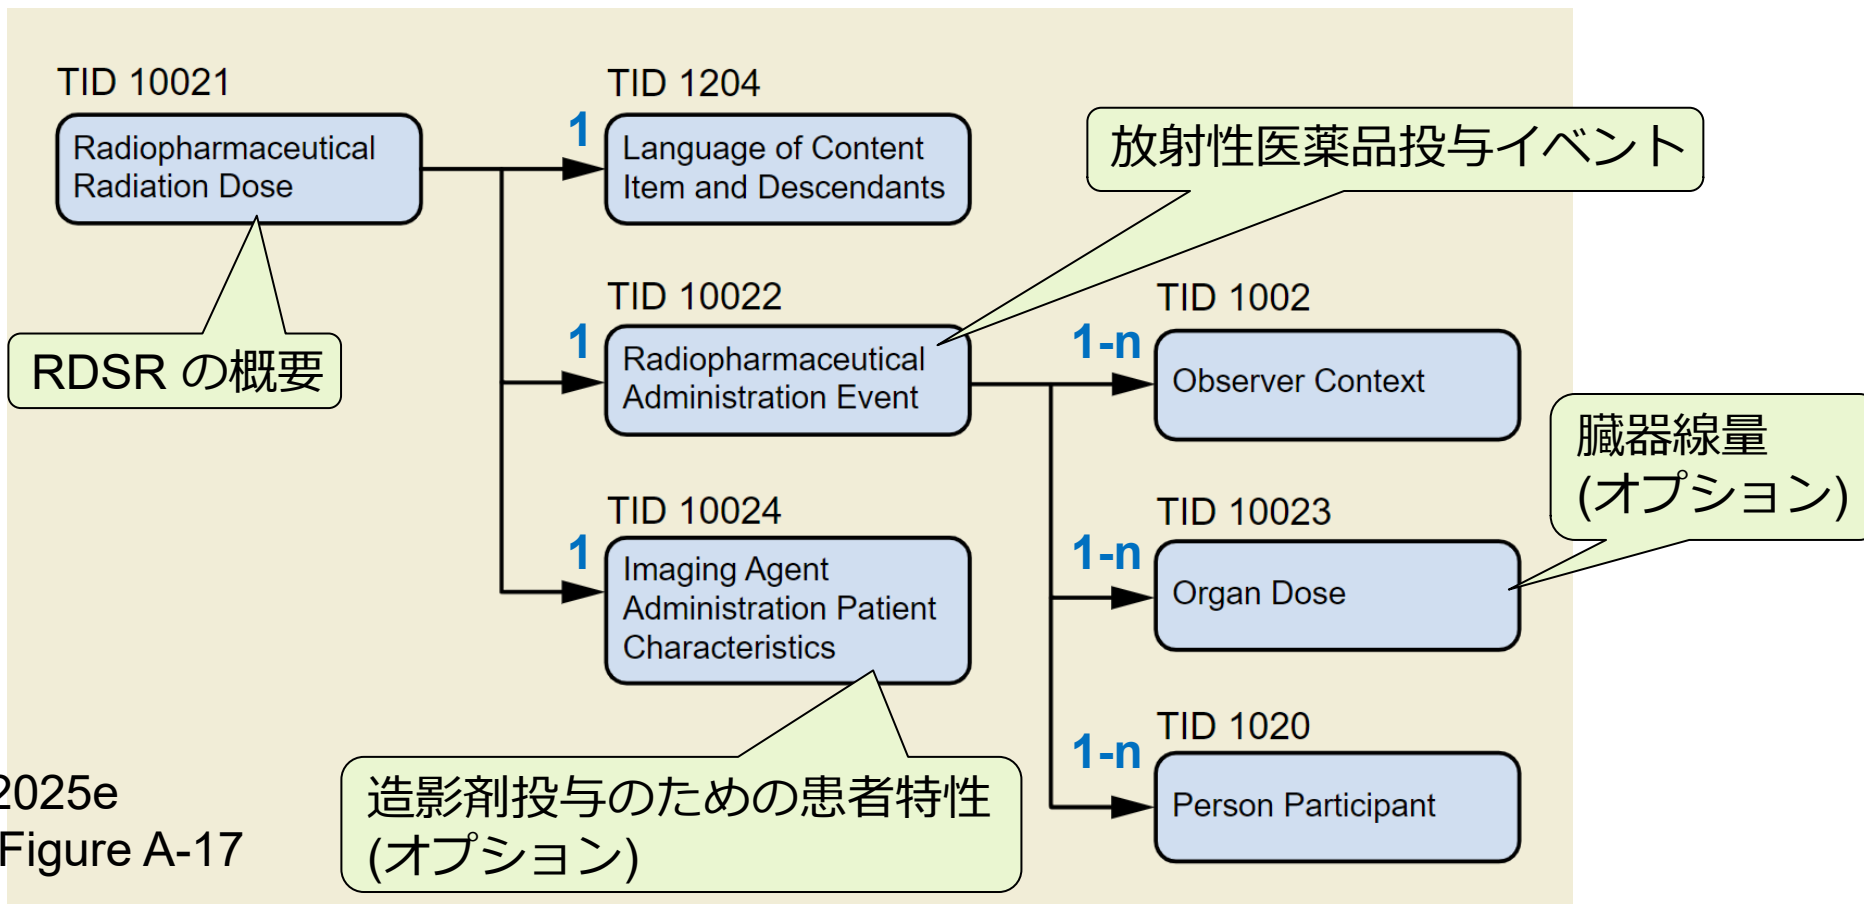 TID 10021
Radiopharmaceutical
Radiation Dose
RDSR の概要
TID 1204
1
Language of Content
Item and Descendants
放射性医薬品投与イベント
TID 10022
1
Radiopharmaceutical
Administration Event
TID 10024
1
Imaging Agent
Administration Patient
Characteristics
造影剤投与のための患者特性
(オプション)
TID 1002
1-n
Observer Context
TID 10023
1-n
Organ Dose
臓器線量
(オプション)
TID 1020
1-n
Person Participant
2025e
Figure A-17